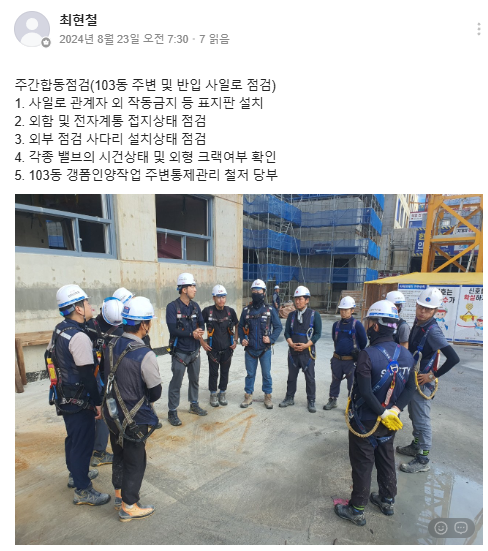 최현철
2024년 8월 23일 오전 7:30 · 7 읽음
주간합동점검(103동 주변 및 반입 사일로 점검)
1. 사일로 관계자 외 작동금지 등 표지판 설치
2. 외함 및 전자계통 접지상태 점검
3. 외부 점검 사다리 설치상태 점검
4. 각종 밸브의 시건상태 및 외형 크랙여부 확인
5. 103동 갱폼인양작업 주변통제관리 철저 당부